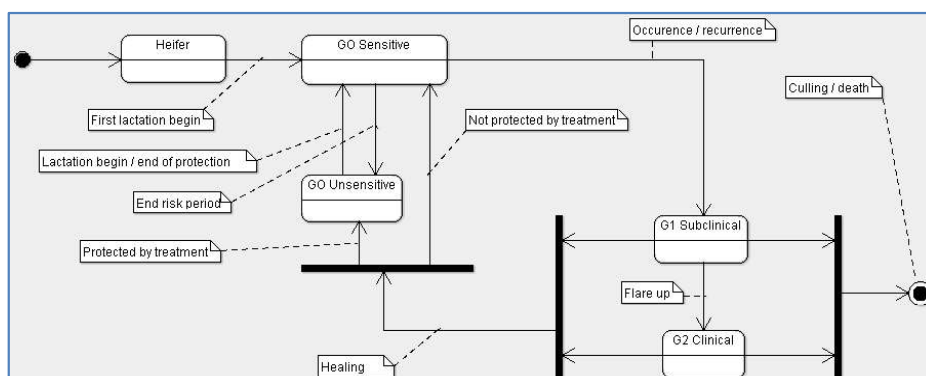 Heifer
GO Sensitive
Occurence / recurrence
Culling / death
First lactation begin
Not protected by treatment
Lactation begin / end of protection
GO Unsensitive
End risk period
G1 Subclinical
Protected by treatment
Flare up
G2 Clinical
Healing